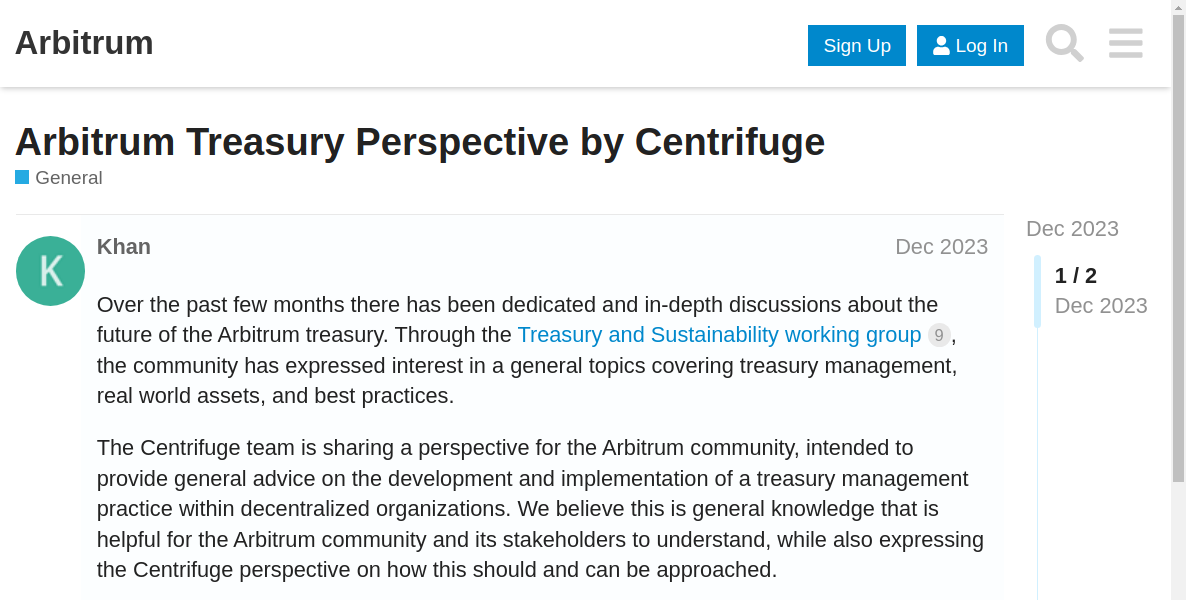 Arbitrum
Sign Up
Log In
Arbitrum Treasury Perspective by Centrifuge
General
Dec 2023
K
Khan
Dec 2023
1 / 2
Dec 2023
Over the past few months there has been dedicated and in-depth discussions about the
future of the Arbitrum treasury. Through the Treasury and Sustainability working group 9,
the community has expressed interest in a general topics covering treasury management,
real world assets, and best practices.
The Centrifuge team is sharing a perspective for the Arbitrum community, intended to
provide general advice on the development and implementation of a treasury management
practice within decentralized organizations. We believe this is general knowledge that is
helpful for the Arbitrum community and its stakeholders to understand, while also expressing
the Centrifuge perspective on how this should and can be approached.